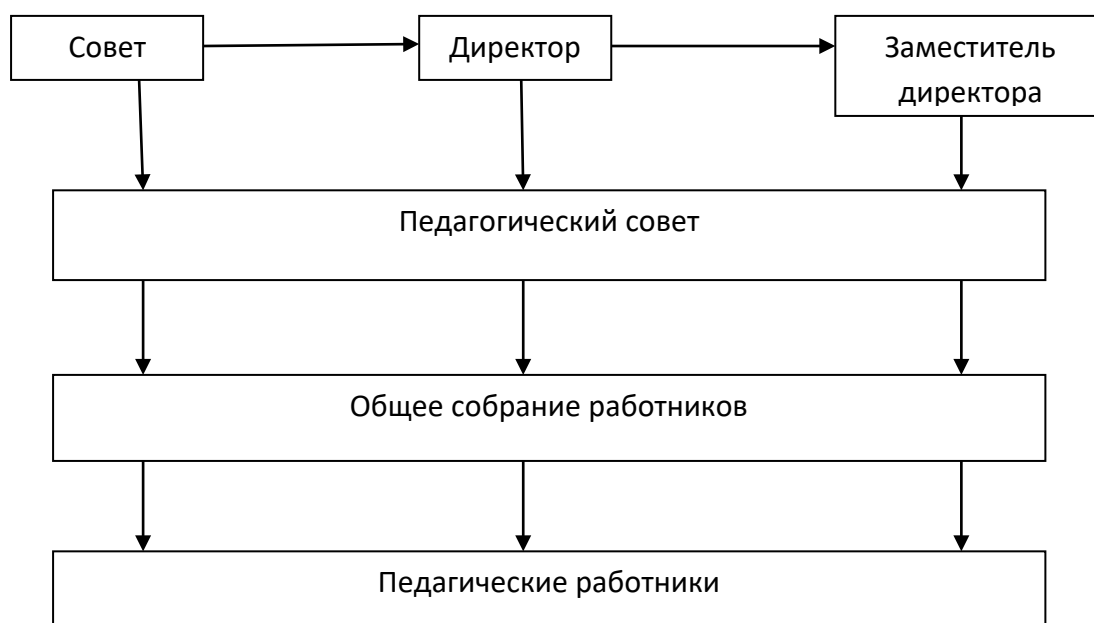 Совет
Директор
Заместитель
директора
Педагогический совет
Общее собрание работников
Педагические работники